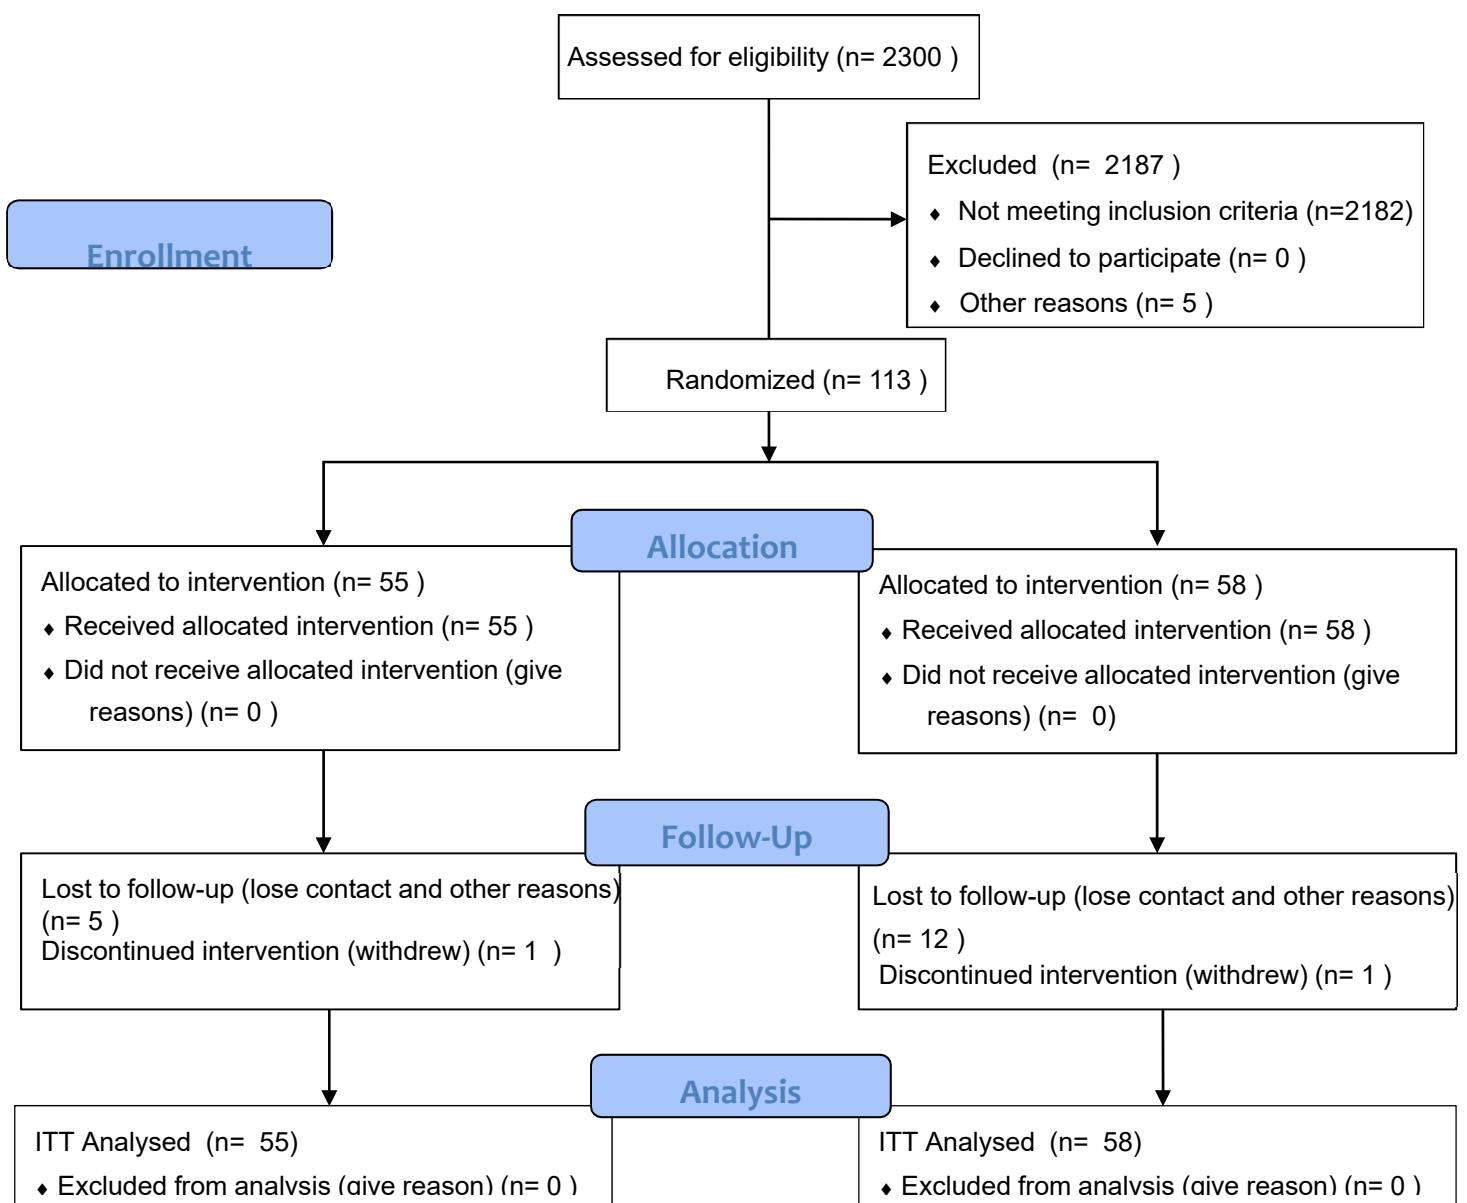 Assessed for eligibility (n= 2300 )
Excluded (n= 2187 )
♦ Not meeting inclusion criteria (n=2182)
♦ Declined to participate (n= 0 )
♦ Other reasons (n= 5 )
Enrollment
Randomized (n= 113 )
Allocation
Allocated to intervention (n= 55 )
♦ Received allocated intervention (n= 55 )
♦ Did not receive allocated intervention (give
reasons) (n= 0 )
Allocated to intervention (n= 58 )
♦ Received allocated intervention (n= 58 )
♦ Did not receive allocated intervention (give
reasons) (n= 0)
Follow-Up
Lost to follow-up (lose contact and other reasons)
(n= 5 )
Discontinued intervention (withdrew) (n= 1 )
Lost to follow-up (lose contact and other reasons)
(n= 12 )
Discontinued intervention (withdrew) (n= 1 )
Analysis
ITT Analysed (n= 55)
♦ Excluded from analysis (give reason) (n= 0 )
ITT Analysed (n= 58)
♦ Excluded from analysis (give reason) (n= 0 )